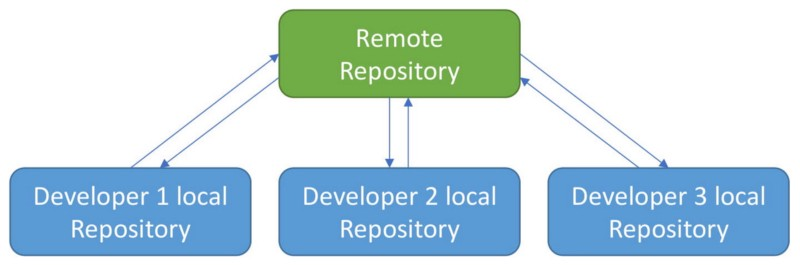 Remote
Repository
Developer 1 local
Repository
Developer 2 local
Repository
Developer 3 local
Repository